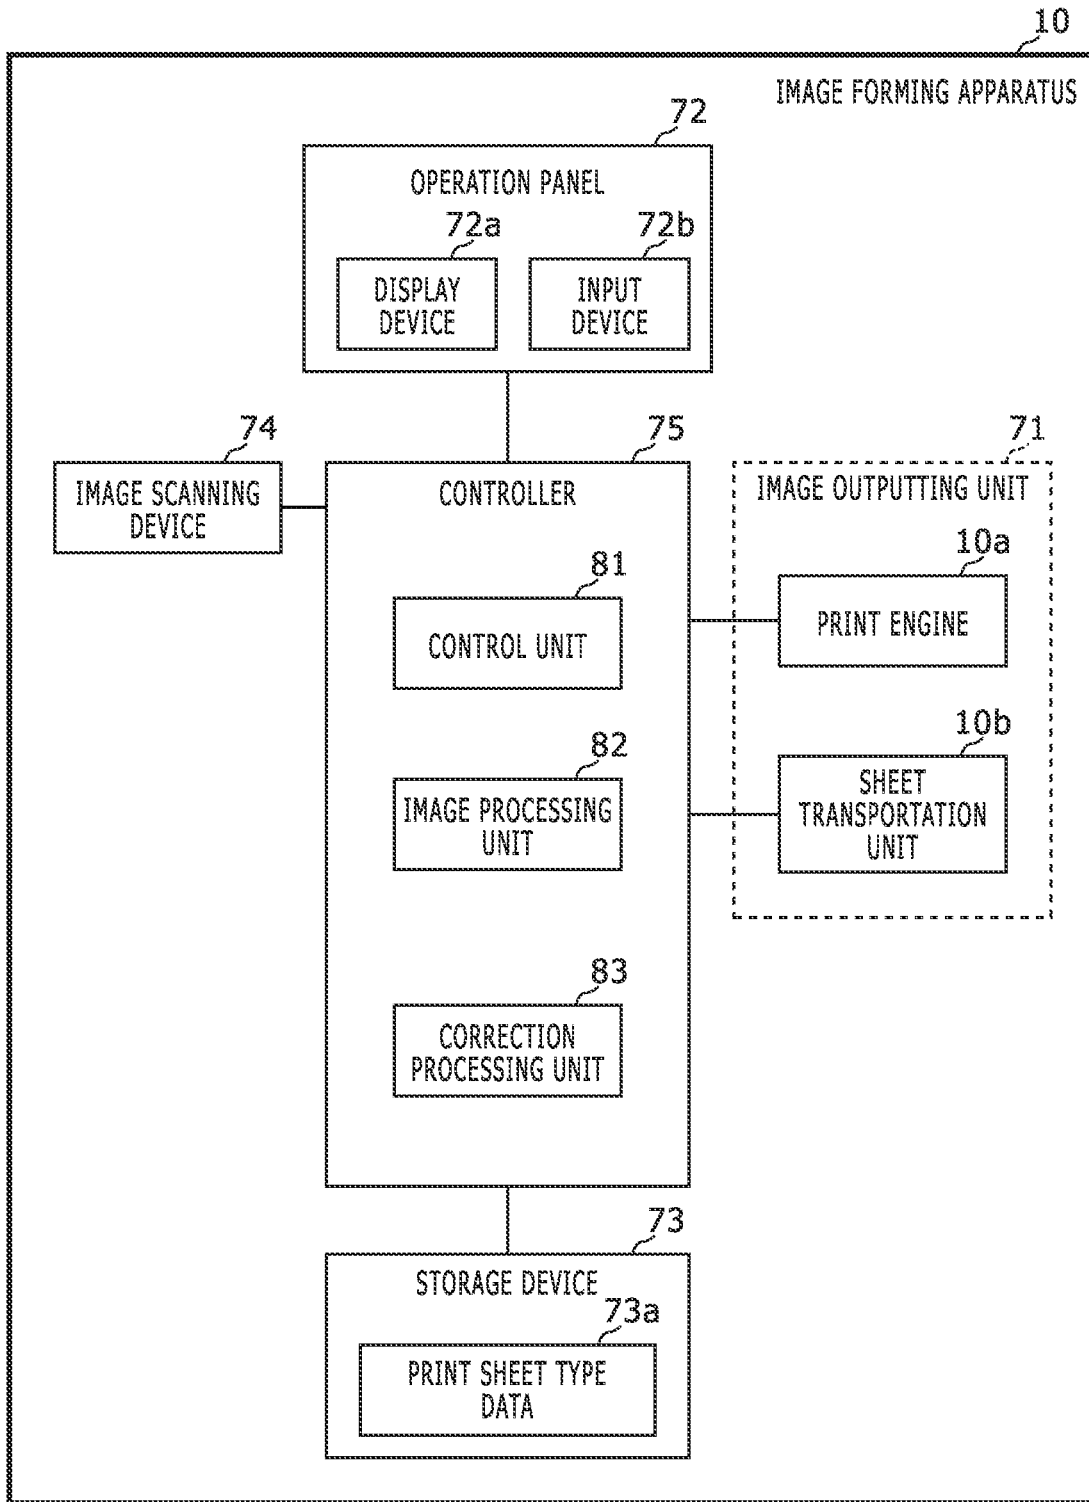 10
IMAGE FORMING APPARATUS
72
OPERATION PANEL
72a
72b
DISPLAY
DEVICE
INPUT
DEVICE
74
IMAGE SCANNING
DEVICE
75
CONTROLLER
81
CONTROL UNIT
82
IMAGE PROCESSING
UNIT
83
CORRECTION
PROCESSING UNIT
71
IMAGE OUTPUTTING UNIT
10a
PRINT ENGINE
10b
SHEET
TRANSPORTATION
UNIT
73
STORAGE DEVICE
73a
PRINT SHEET TYPE
DATA